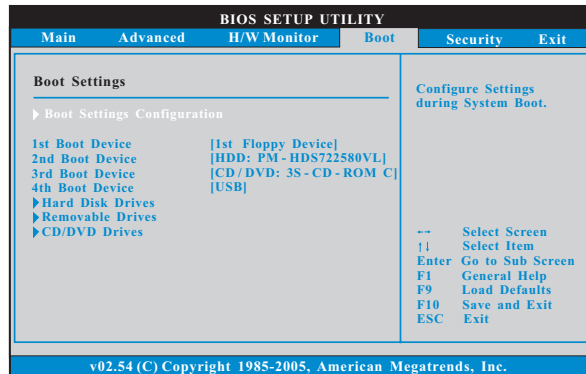 BIOS SETUP UTILITY
Main Advanced H/W Monitor Boot Security Exit
Boot Settings
Boot Settings Configuration
1st Boot Device [1st Floppy Device]
2nd Boot Device [HDD: PM - HDS722580VL]
3rd Boot Device [CD / DVD: 3S - CD - ROM C]
4th Boot Device [USB]
Hard Disk Drives
Removable Drives
CD/DVD Drives
Configure Settings
during System Boot.
←→ Select Screen
↑↓ Select Item
Enter Go to Sub Screen
F1 General Help
F9 Load Defaults
F10 Save and Exit
ESC Exit
v02.54 (C) Copyright 1985-2005, American Megatrends, Inc.